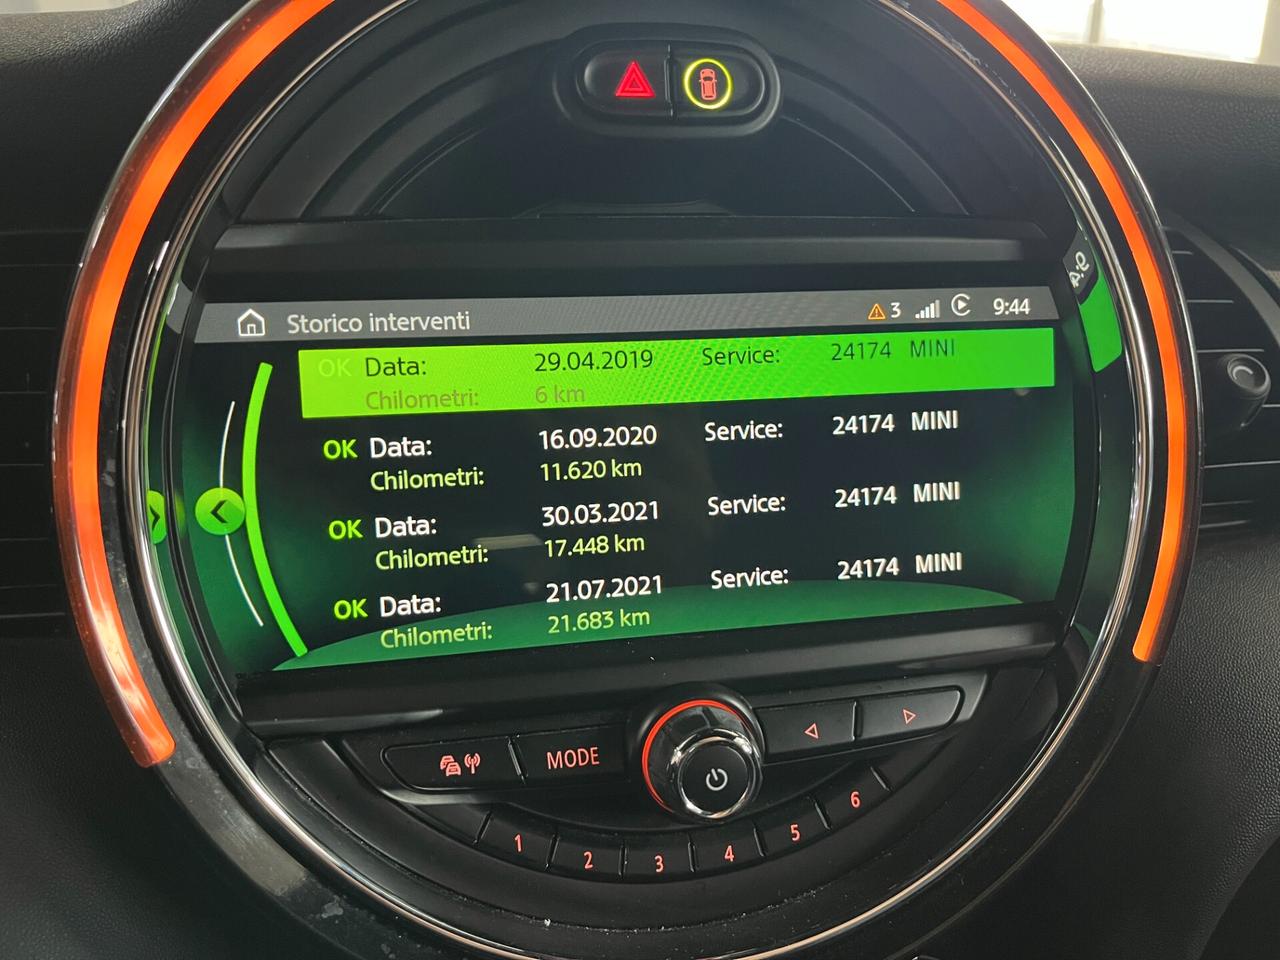 Storico interventi 3 9:44
OK Data: 29.04.2019 Service: 24174 MINI
Chilometri: 6 km
OK Data: 16.09.2020 Service: 24174 MINI
Chilometri: 11.620 km
OK Data: 30.03.2021 Service: 24174 MINI
Chilometri: 17.448 km
OK Data: 21.07.2021 Service: 24174 MINI
Chilometri: 21.683 km
MODE
1 2 3 4 5 6